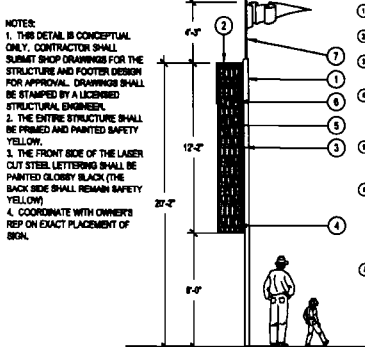 NOTES:
1. THIS DETAIL IS CONCEPTUAL
ONLY. CONTRACTOR SHALL
SUBMIT SHOP DRAWINGS FOR THE
STRUCTURE AND FOOTER DESIGN
FOR APPROVAL. DRAWINGS SHALL
BE STAMPED BY A LICENSED
STRUCTURAL ENGINEER.
2. THE ENTIRE STRUCTURE SHALL
BE PRIMED AND PAINTED SAFETY
YELLOW.
3. THE FRONT SIDE OF THE LASER
CUT STEEL LETTERING SHALL BE
PAINTED GLOSSY BLACK (THE
BACK SIDE SHALL REMAIN SAFETY
YELLOW)
4. COORDINATE WITH OWNER'S
REP ON EXACT PLACEMENT OF
SIGN.
2
7
1
6
5
3
4
12'-2"
20'-2"
8'-0"